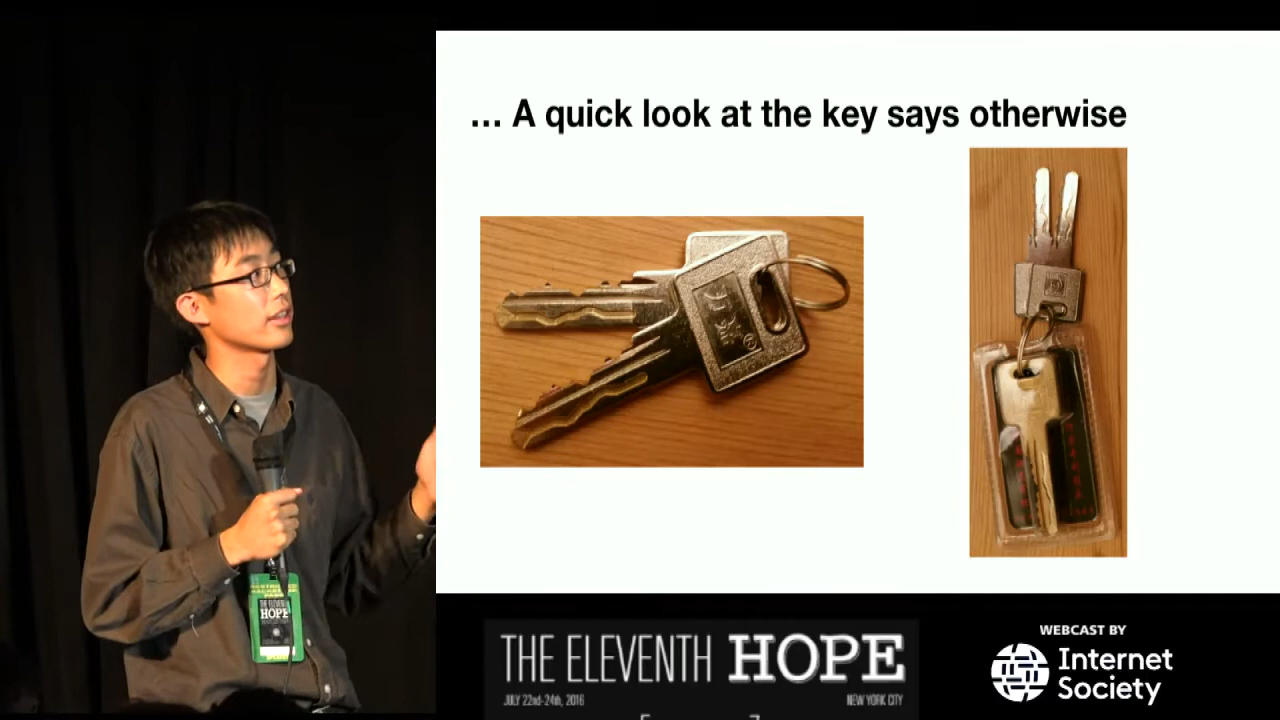 ... A quick look at the key says otherwise
HOPE
THE ELEVENTH HOPE
JULY 22nd-24th, 2016
NEW YORK CITY
WEBCAST BY
Internet
Society